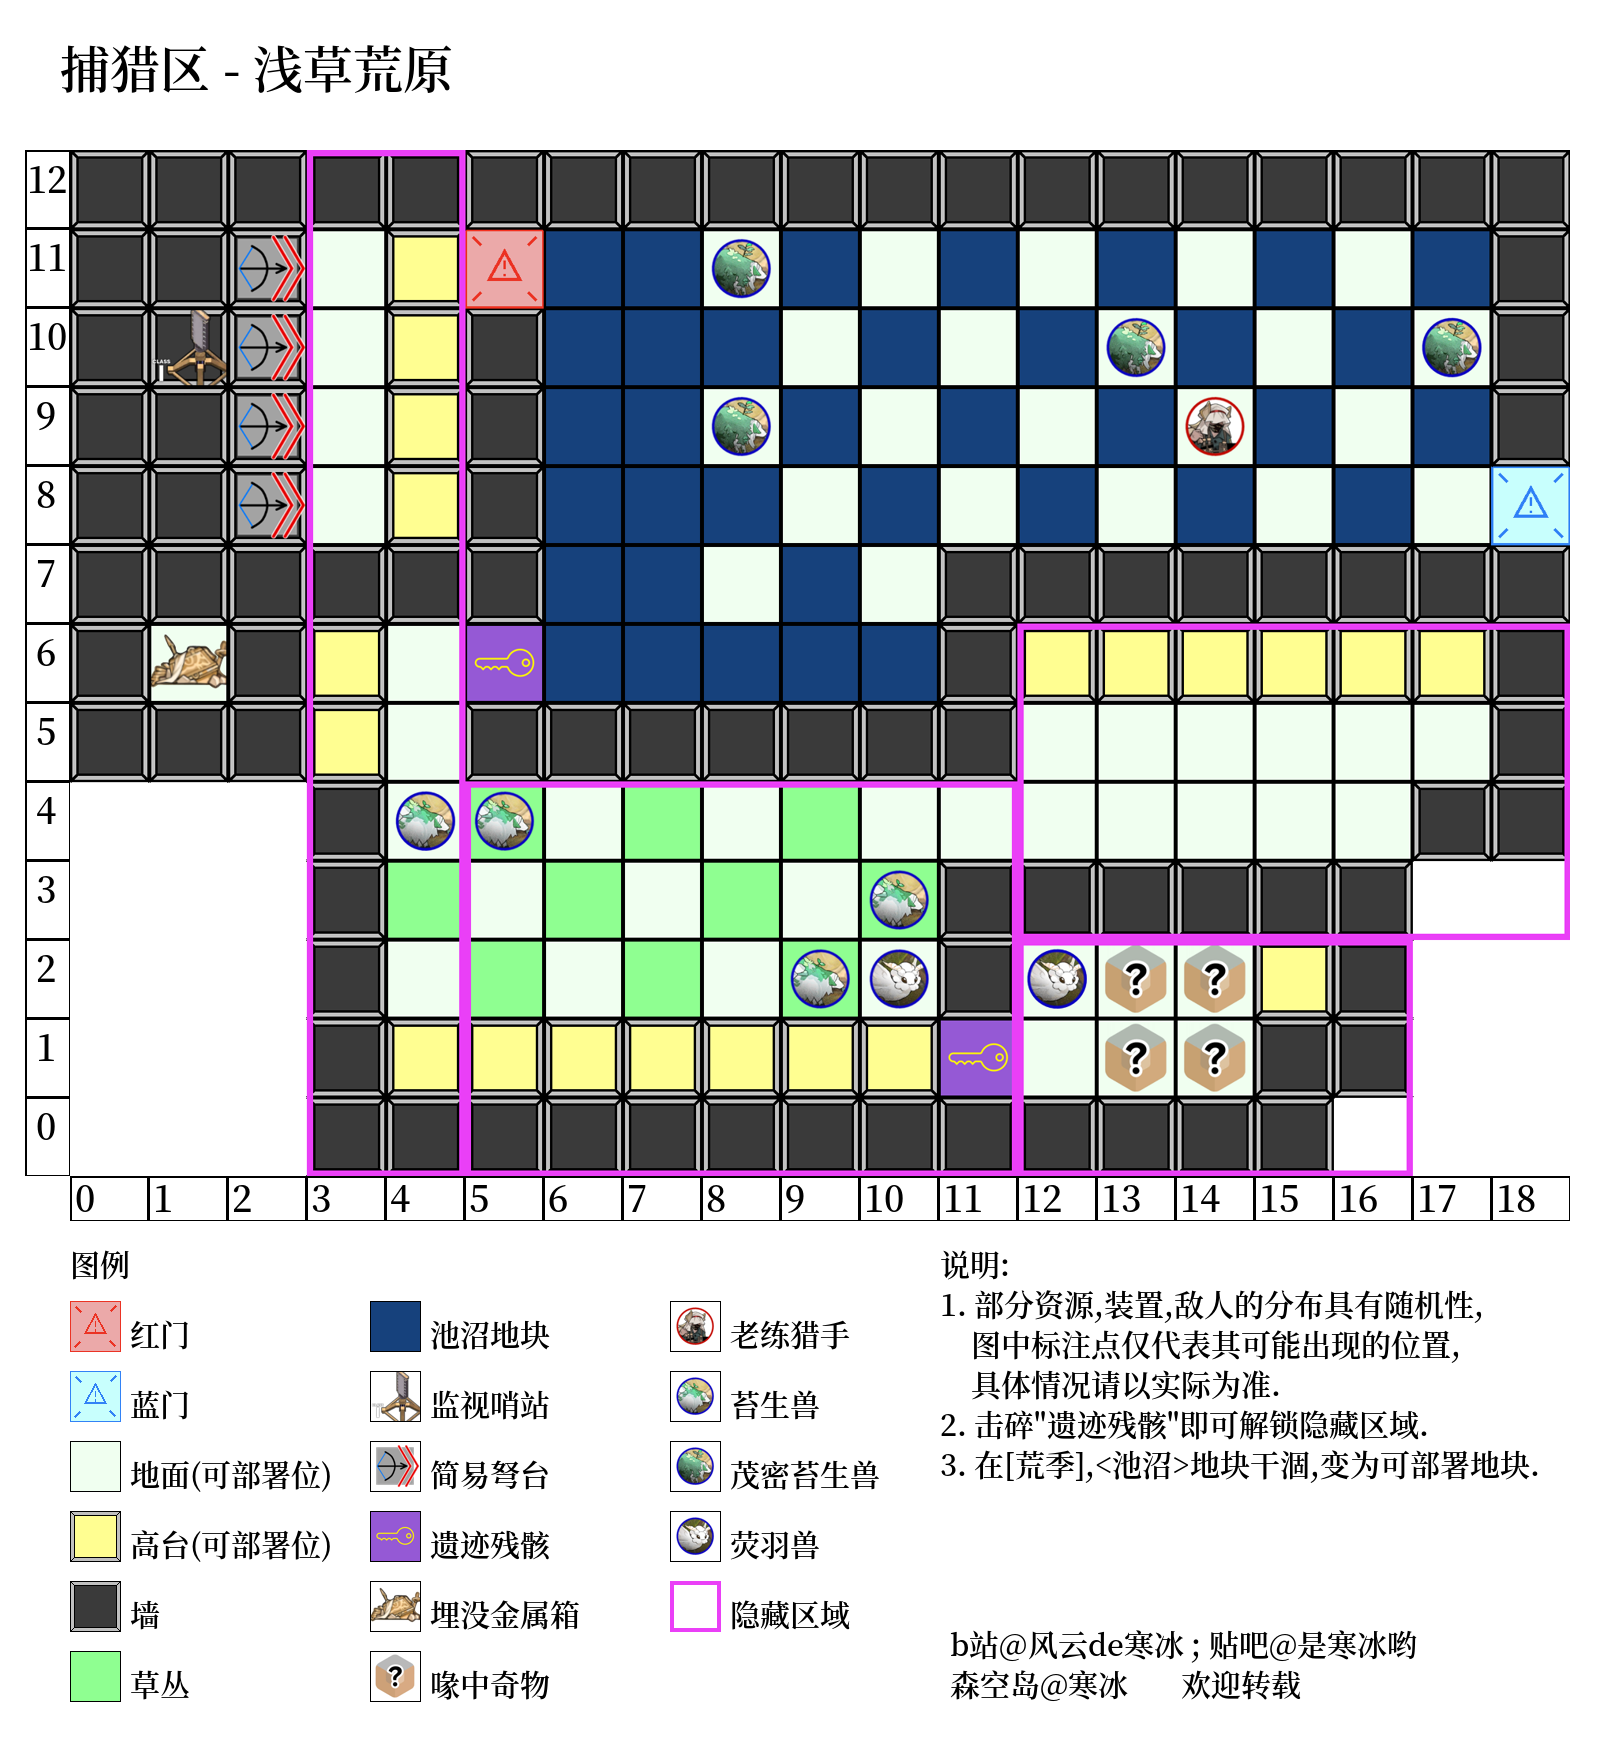 捕猎区 - 浅草荒原
12
11
10
CLASS
I
9
8
7
6
5
4
3
2
? ?
1
? ?
0
0 1 2 3 4 5 6 7 8 9 10 11 12 13 14 15 16 17 18
图例
红门
蓝门
地面(可部署位)
高台(可部署位)
墙
草丛
池沼地块
监视哨站
简易弩台
遗迹残骸
埋没金属箱
?
喙中奇物
老练猎手
苔生兽
茂密苔生兽
荧羽兽
隐藏区域
说明:
1. 部分资源,装置,敌人的分布具有随机性,
图中标注点仅代表其可能出现的位置,
具体情况请以实际为准.
2. 击碎"遗迹残骸"即可解锁隐藏区域.
3. 在[荒季],<池沼>地块干涸,变为可部署地块.
b站@风云de寒冰 ; 贴吧@是寒冰哟
森空岛@寒冰 欢迎转载